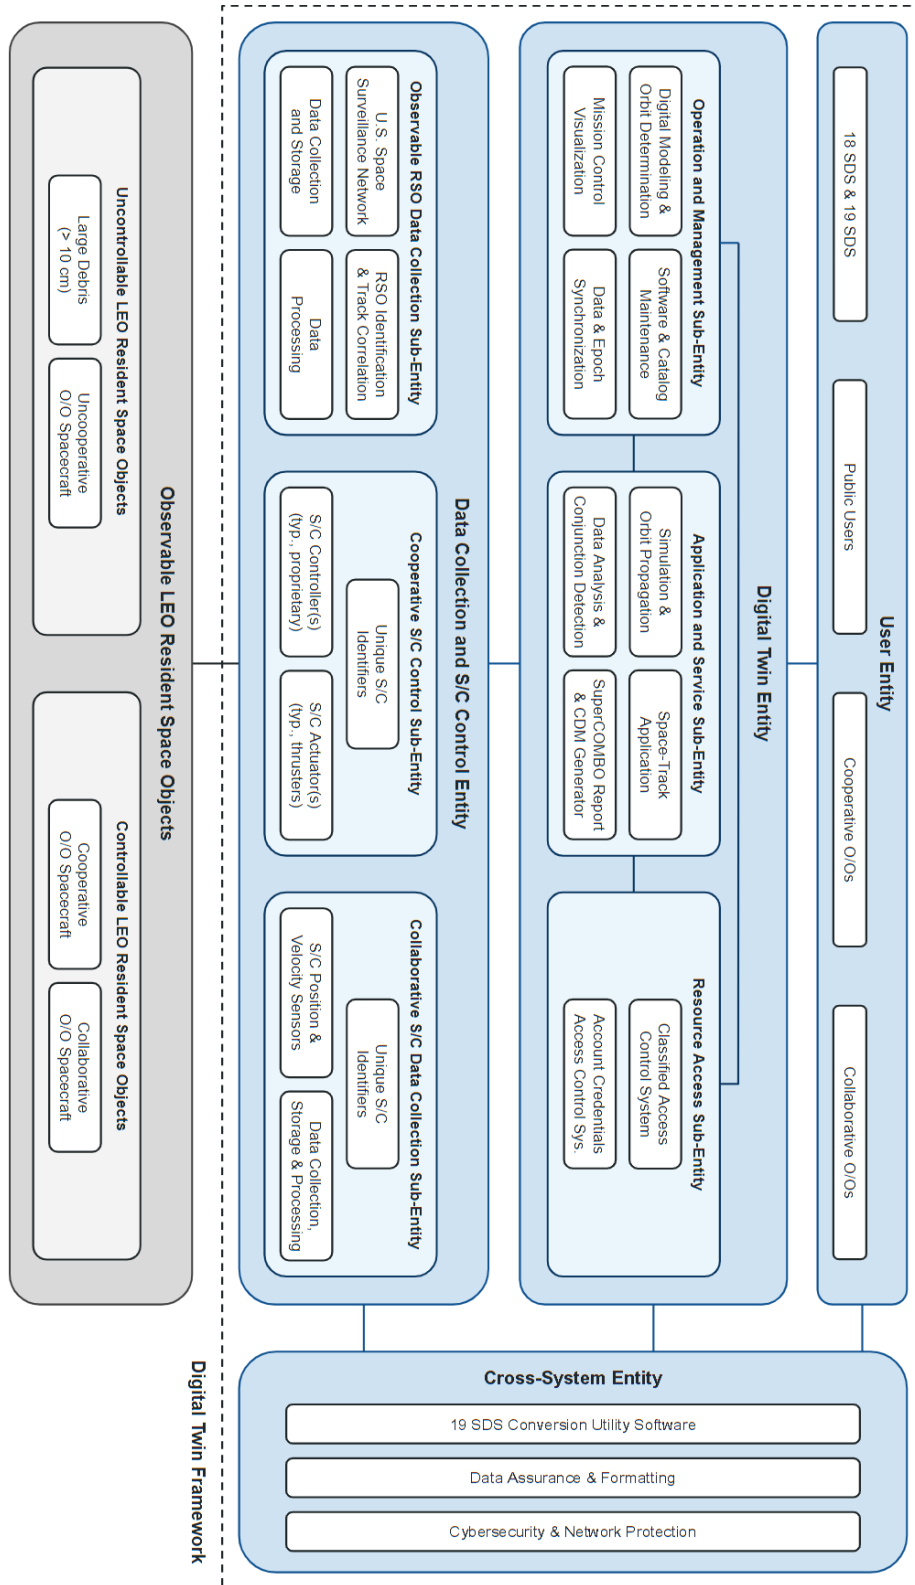 User Entity
18 SDS & 19 SDS
Public Users
Cooperative O/Os
Collaborative O/Os
Digital Twin Entity
Operation and Management Sub-Entity
Digital Modeling &
Orbit Determination
Software & Catalog
Maintenance
Mission Control
Visualization
Data & Epoch
Synchronization
Application and Service Sub-Entity
Simulation &
Orbit Propagation
Space-Track
Application
Data Analysis &
Conjunction Detection
SuperCOMBO Report
& CDM Generator
Resource Access Sub-Entity
Classified Access
Control System
Account Credentials
Access Control Sys.
Data Collection and S/C Control Entity
Observable RSO Data Collection Sub-Entity
U.S. Space
Surveillance Network
RSO Identification
& Track Correlation
Data Collection
and Storage
Data
Processing
Cooperative S/C Control Sub-Entity
Unique S/C
Identifiers
S/C Controller(s)
(typ., proprietary)
S/C Actuator(s)
(typ., thrusters)
Collaborative S/C Data Collection Sub-Entity
Unique S/C
Identifiers
S/C Position &
Velocity Sensors
Data Collection,
Storage & Processing
Cross-System Entity
19 SDS Conversion Utility Software
Data Assurance & Formatting
Cybersecurity & Network Protection
Digital Twin Framework
Observable LEO Resident Space Objects
Uncontrollable LEO Resident Space Objects
Large Debris
(> 10 cm)
Uncooperative
O/O Spacecraft
Controllable LEO Resident Space Objects
Cooperative
O/O Spacecraft
Collaborative
O/O Spacecraft